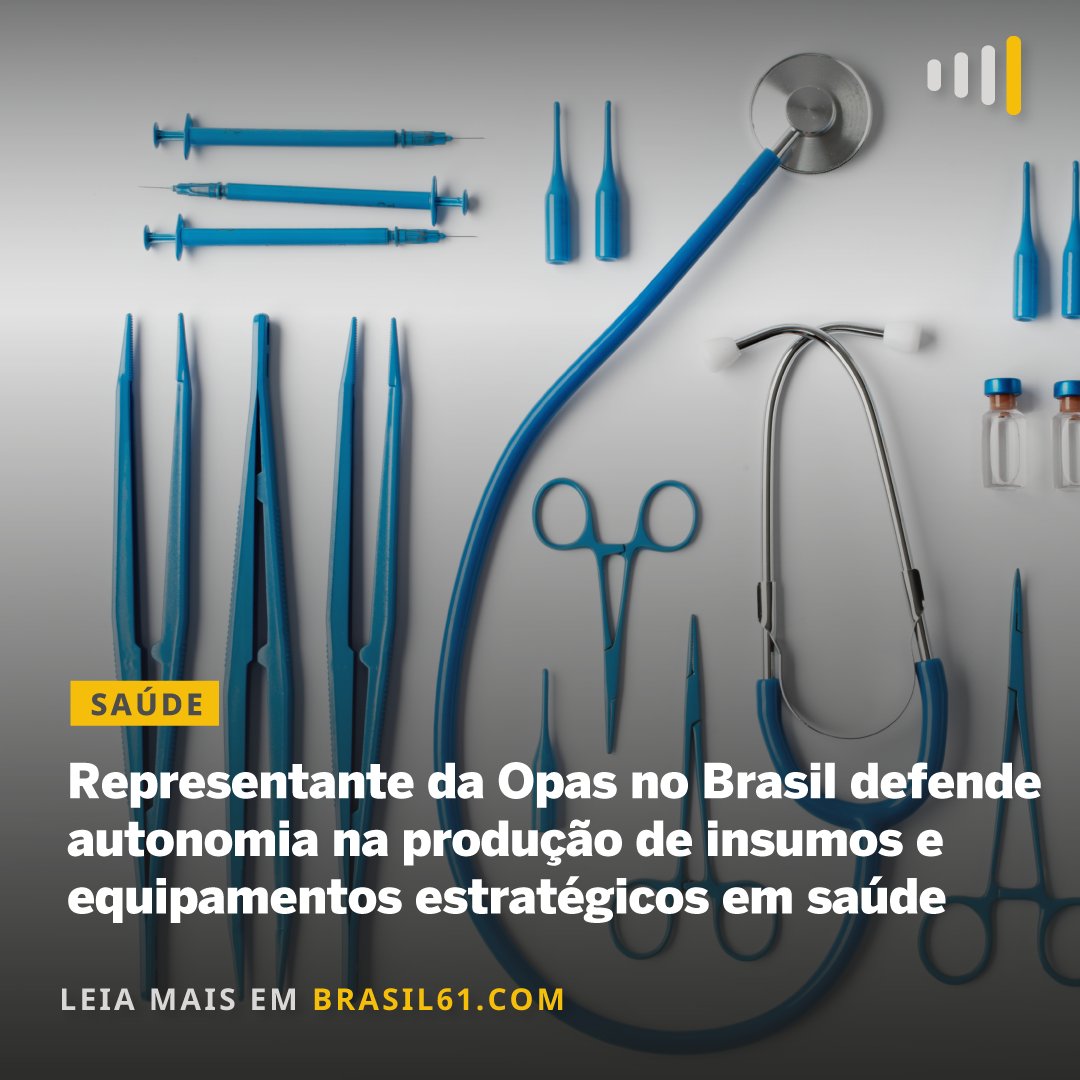 SAÚDE
Representante da Opas no Brasil defende
autonomia na produção de insumos e
equipamentos estratégicos em saúde
LEIA MAIS EM BRASIL61.COM